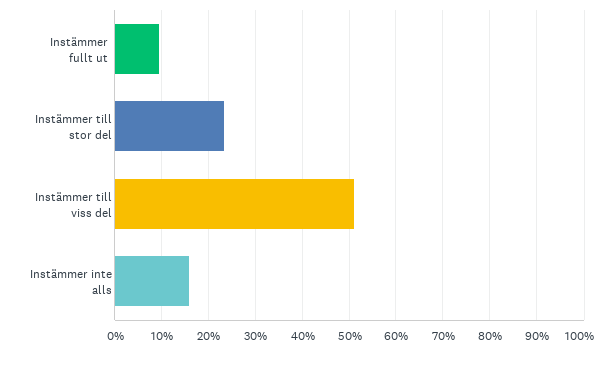 Instämmer
fullt ut
Instämmer till
stor del
Instämmer till
viss del
Instämmer inte
alls
0% 10% 20% 30% 40% 50% 60% 70% 80% 90% 100%